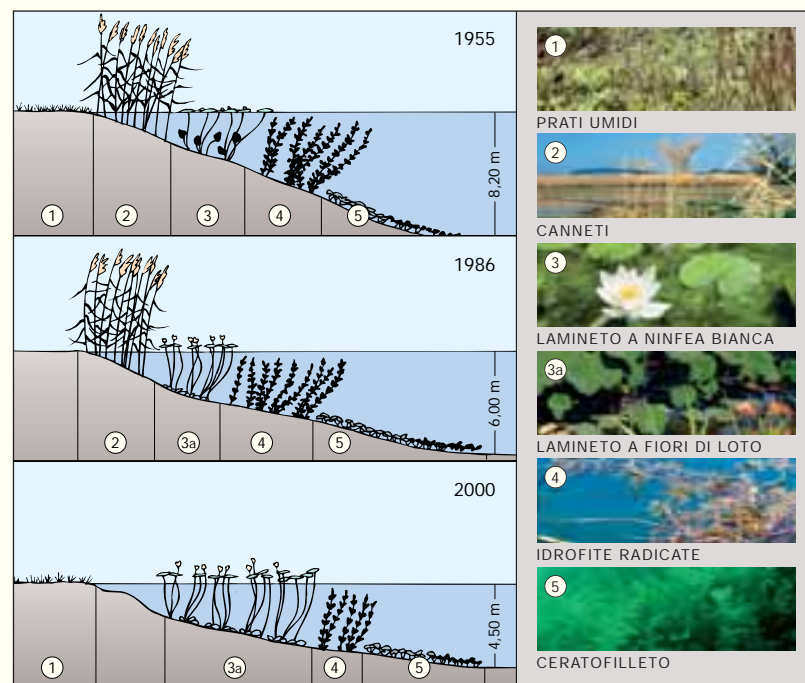 1955
8,20 m
1
2
3
4
5
1986
6,00 m
2
3a
4
5
2000
4,50 m
1
3a
4
5
1
PRATI UMIDI
2
CANNETI
3
LAMINETO A NINFEA BIANCA
3a
LAMINETO A FIORI DI LOTO
4
IDROFITE RADICATE
5
CERATOFILLETO